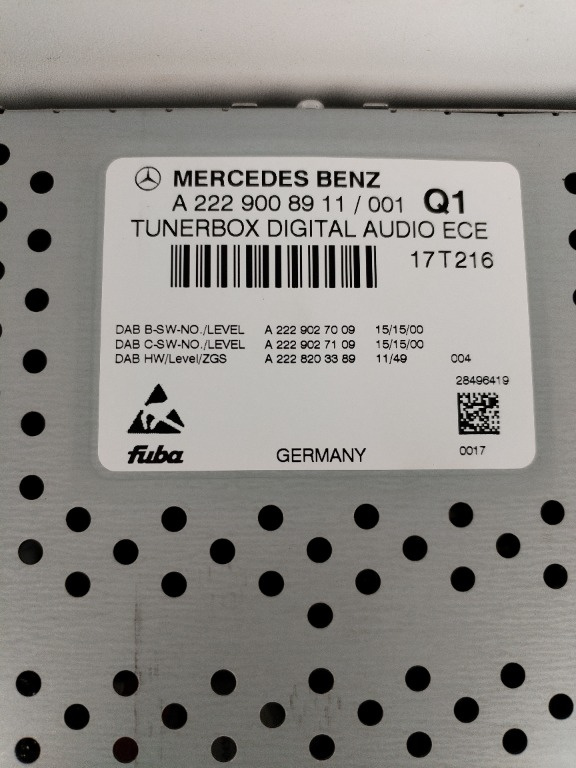 MERCEDES BENZ
A 222 900 89 11 / 001 Q1
TUNERBOX DIGITAL AUDIO ECE
17T216
DAB B-SW-NO./LEVEL A 222 902 70 09 15/15/00
DAB C-SW-NO./LEVEL A 222 902 71 09 15/15/00
DAB HW/Level/ZGS A 222 820 33 89 11/49 004
28496419
fuba GERMANY 0017